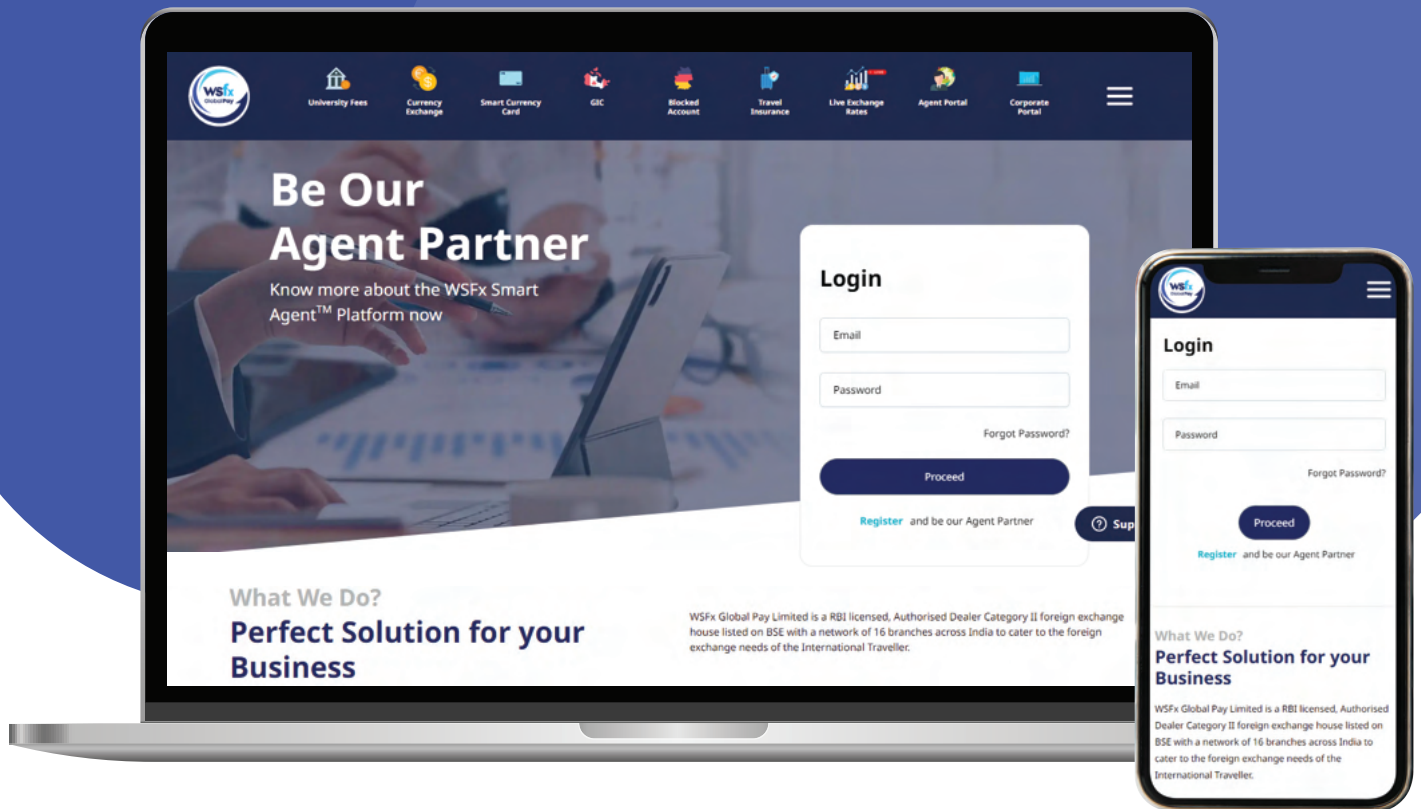 wsfx
GlobalPay
University Fees
Currency
Exchange
Smart Currency
Card
GIC
Blocked
Account
Travel
Insurance
Live Exchange
Rates
Agent Portal
Corporate
Portal
Be Our
Agent Partner
Know more about the WSFx Smart
Agent™ Platform now
Login
Email
Password
Forgot Password?
Proceed
Register and be our Agent Partner
Sup
What We Do?
Perfect Solution for your
Business
WSFx Global Pay Limited is a RBI licensed, Authorised Dealer Category II foreign exchange
house listed on BSE with a network of 16 branches across India to cater to the foreign
exchange needs of the International Traveller.
wsfx
GlobalPay
Login
Email
Password
Forgot Password?
Proceed
Register and be our Agent Partner
What We Do?
Perfect Solution for your
Business
WSFx Global Pay Limited is a RBI licensed, Authorised
Dealer Category II foreign exchange house listed on
BSE with a network of 16 branches across India to
cater to the foreign exchange needs of the
International Traveller.